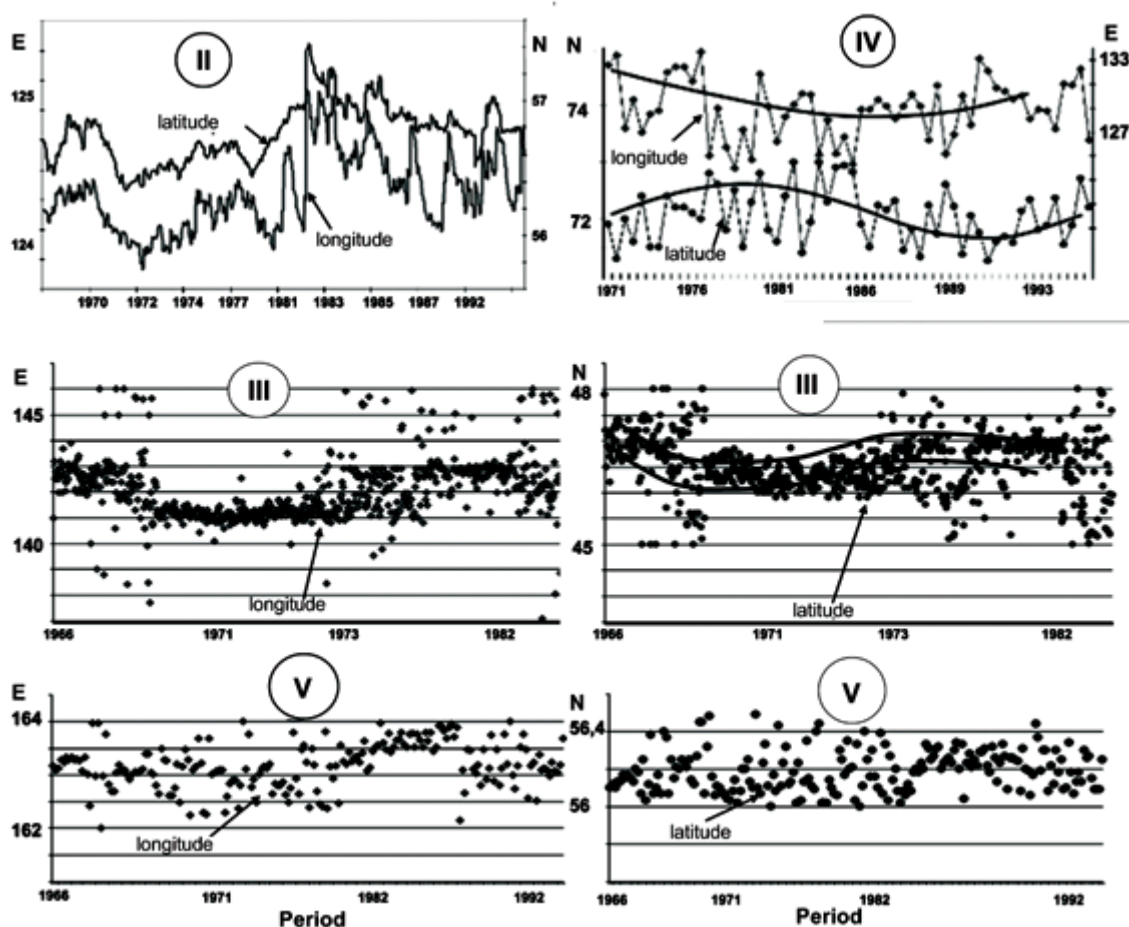 E
II
N
125
57
latitude
longitude
124
56
1970 1972 1974 1977 1981 1983 1985 1987 1992
N
IV
E
133
74
127
longitude
72
latitude
1971 1976 1981 1986 1989 1993
E
III
145
140
longitude
1966 1971 1973 1982
N
III
48
45
latitude
1966 1971 1973 1982
E
V
164
162
longitude
1966 1971 1982 1992
Period
N
V
56,4
56
latitude
1966 1971 1982 1992
Period